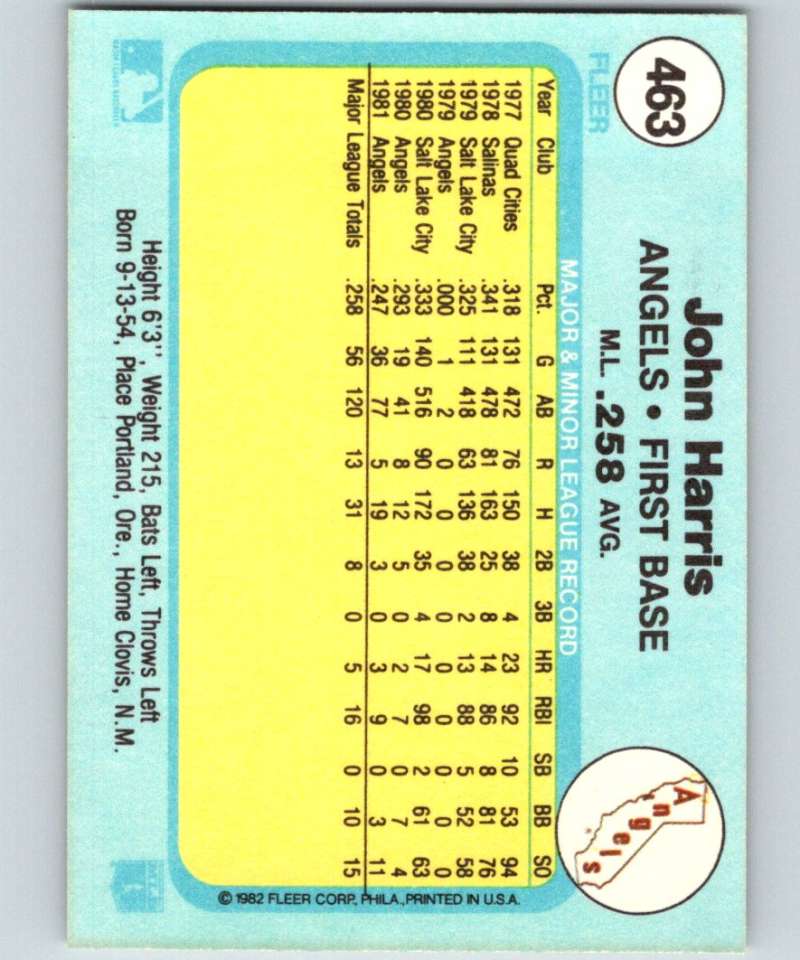 463
FLEER
John Harris
ANGELS • FIRST BASE
M.L. .258 AVG.
Angels
MAJOR & MINOR LEAGUE RECORD
Year Club Pct. G AB R H 2B 3B HR RBI SB BB SO
1977 Quad Cities .318 131 472 76 150 38 4 23 92 10 53 94
1978 Salinas .341 131 478 81 163 25 8 14 86 8 81 76
1979 Salt Lake City .325 111 418 63 136 38 2 13 88 5 52 58
1979 Angels .000 1 2 0 0 0 0 0 0 0 0 0
1980 Salt Lake City .333 140 516 90 172 35 4 17 98 2 61 63
1980 Angels .293 19 41 8 12 5 0 2 7 0 7 4
1981 Angels .247 36 77 5 19 3 0 3 9 0 3 11
Major League Totals .258 56 120 13 31 8 0 5 16 0 10 15
© 1982 FLEER CORP., PHILA., PRINTED IN U.S.A.
Height 6'3", Weight 215, Bats Left, Throws Left
Born 9-13-54, Place Portland, Ore., Home Clovis, N.M.
MAJOR LEAGUE BASEBALL